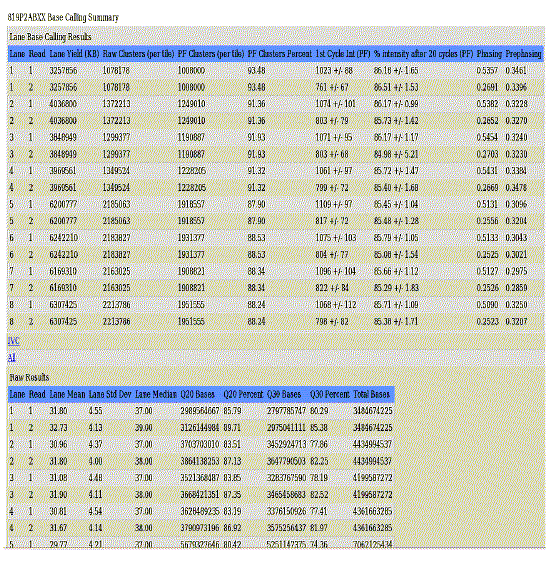 819P2ABXX Base Calling Summary
Lane Base Calling Results
Lane Read Lane Yield (KB) Raw Clusters (per tile) PF Clusters (per tile) PF Clusters Percent 1st Cycle Int (PF) % intensity after 20 cycles (PF) Phasing Prephasing
1 1 3257856 1078178 1008000 93.48 1023 +/- 88 86.18 +/- 1.65 0.5357 0.3461
1 2 3257856 1078178 1008000 93.48 761 +/- 67 86.51 +/- 1.53 0.2691 0.3396
2 1 4036800 1372213 1249010 91.36 1074 +/- 101 86.17 +/- 0.99 0.5382 0.3228
2 2 4036800 1372213 1249010 91.36 803 +/- 79 85.73 +/- 1.42 0.2652 0.3270
3 1 3848949 1299377 1190887 91.93 1071 +/- 95 86.17 +/- 1.17 0.5454 0.3240
3 2 3848949 1299377 1190887 91.93 803 +/- 68 84.98 +/- 5.21 0.2703 0.3230
4 1 3969561 1349524 1228205 91.32 1061 +/- 97 85.72 +/- 1.47 0.5431 0.3384
4 2 3969561 1349524 1228205 91.32 799 +/- 72 85.40 +/- 1.68 0.2669 0.3478
5 1 6200777 2185063 1918557 87.90 1109 +/- 97 85.45 +/- 1.04 0.5131 0.3096
5 2 6200777 2185063 1918557 87.90 817 +/- 72 85.48 +/- 1.28 0.2556 0.3204
6 1 6242210 2183827 1931377 88.53 1075 +/- 103 85.79 +/- 1.05 0.5133 0.3043
6 2 6242210 2183827 1931377 88.53 804 +/- 77 85.08 +/- 1.54 0.2525 0.3021
7 1 6169310 2163025 1908821 88.34 1096 +/- 104 85.66 +/- 1.12 0.5127 0.2975
7 2 6169310 2163025 1908821 88.34 822 +/- 84 85.29 +/- 1.83 0.2526 0.2859
8 1 6307425 2213786 1951555 88.24 1068 +/- 112 85.71 +/- 1.09 0.5090 0.3250
8 2 6307425 2213786 1951555 88.24 798 +/- 82 85.38 +/- 1.71 0.2523 0.3207
IVC
All
Raw Results
Lane Read Lane Mean Lane Std Dev Lane Median Q20 Bases Q20 Percent Q30 Bases Q30 Percent Total Bases
1 1 31.80 4.55 37.00 2989564667 85.79 2797785747 80.29 3484674225
1 2 32.73 4.13 39.00 3126144984 89.71 2975041111 85.38 3484674225
2 1 30.96 4.37 37.00 3703703010 83.51 3452924713 77.86 4434994537
2 2 31.80 4.00 38.00 3864138253 87.13 3647790503 82.25 4434994537
3 1 31.08 4.48 37.00 3521368487 83.85 3283767590 78.19 4199587272
3 2 31.90 4.11 38.00 3668421351 87.35 3465458683 82.52 4199587272
4 1 30.81 4.54 37.00 3628489235 83.19 3376150926 77.41 4361663285
4 2 31.67 4.14 38.00 3790973196 86.92 3575256437 81.97 4361663285
5 1 29.77 4.21 37.00 5679327646 80.42 5251147375 74.36 7062125434